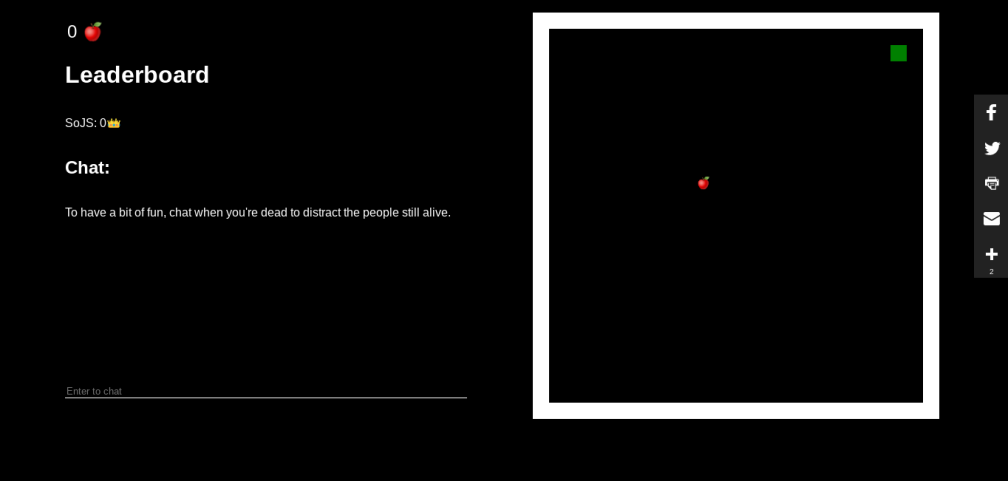 0 🍎
Leaderboard
SoJS: 0👑
Chat:
To have a bit of fun, chat when you're dead to distract the people still alive.
Enter to chat
2